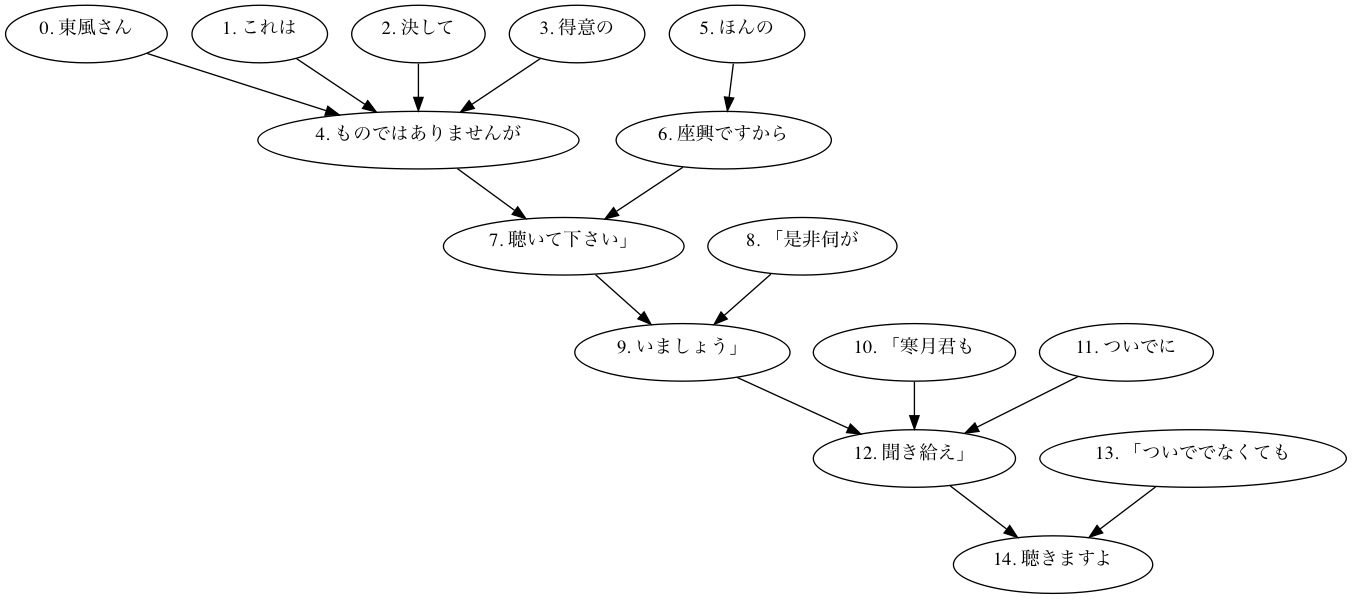 0. 東風さん
1. これは
2. 決して
3. 得意の
5. ほんの
4. ものではありませんが
6. 座興ですから
7. 聴いて下さい」
8. 「是非伺が
9. いましょう」
10. 「寒月君も
11. ついでに
12. 聞き給え」
13. 「ついででなくても
14. 聴きますよ